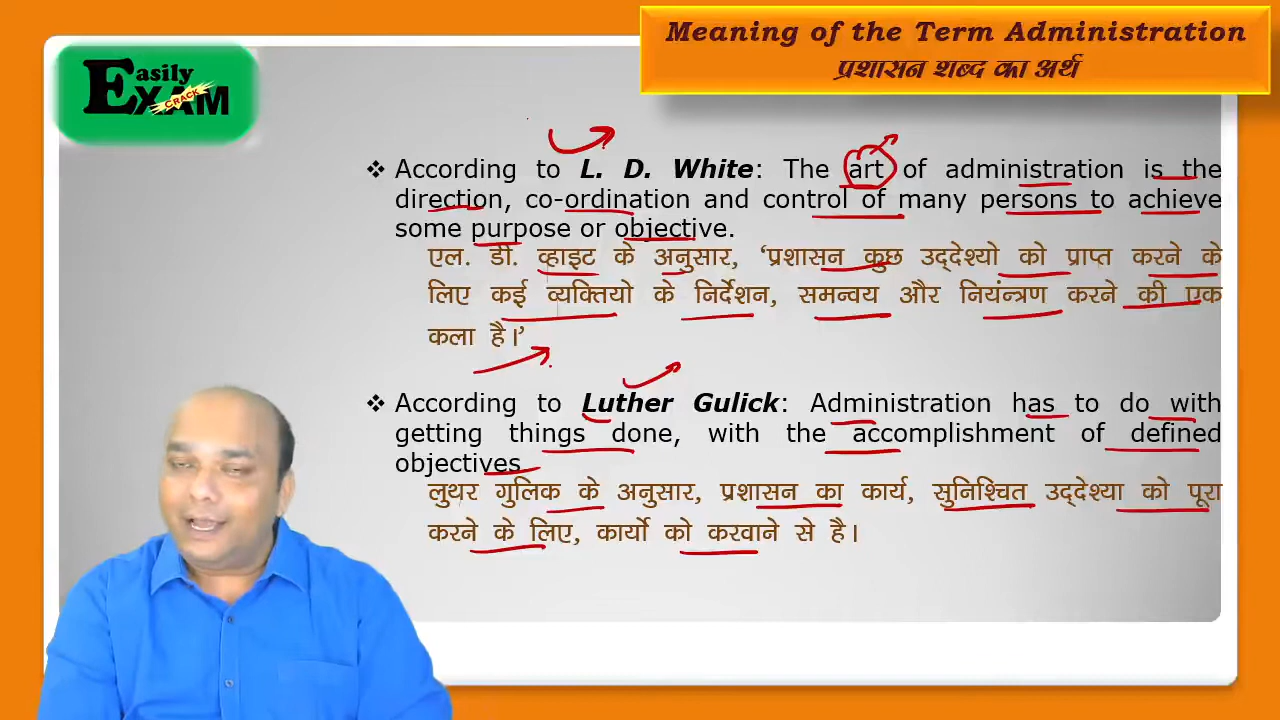 Meaning of the Term Administration
प्रशासन शब्द का अर्थ
Easily
EXAM
CRACK
❖ According to L. D. White: The art of administration is the
direction, co-ordination and control of many persons to achieve
some purpose or objective.
एल. डी. व्हाइट के अनुसार, ‘प्रशासन कुछ उद्देश्यो को प्राप्त करने के
लिए कई व्यक्तियो के निर्देशन, समन्वय और नियंन्त्रण करने की एक
कला है।’
❖ According to Luther Gulick: Administration has to do with
getting things done, with the accomplishment of defined
objectives.
लुथर गुलिक के अनुसार, प्रशासन का कार्य, सुनिश्चित उद्देश्या को पूरा
करने के लिए, कार्यो को करवाने से है।